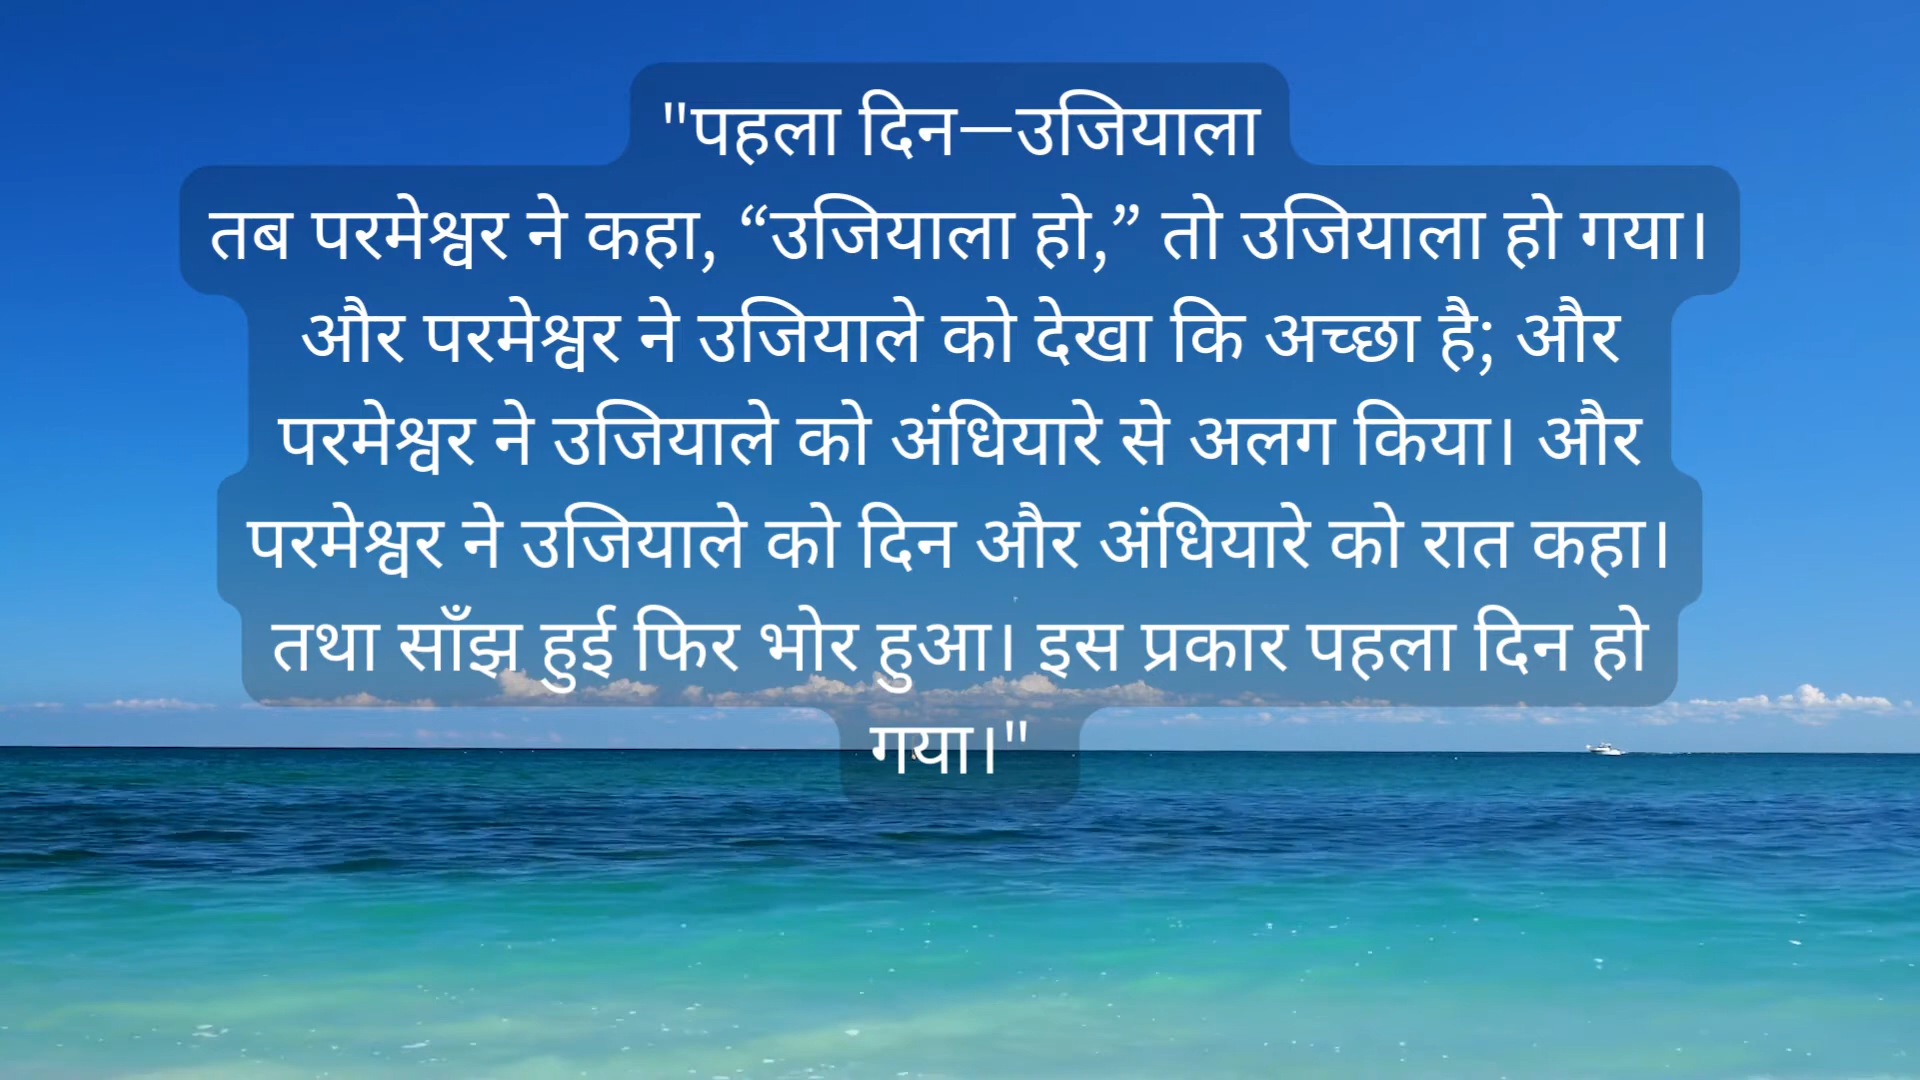 "पहला दिन—उजियाला
तब परमेश्वर ने कहा, “उजियाला हो,” तो उजियाला हो गया।
और परमेश्वर ने उजियाले को देखा कि अच्छा है; और
परमेश्वर ने उजियाले को अंधियारे से अलग किया। और
परमेश्वर ने उजियाले को दिन और अंधियारे को रात कहा।
तथा साँझ हुई फिर भोर हुआ। इस प्रकार पहला दिन हो
गया।"